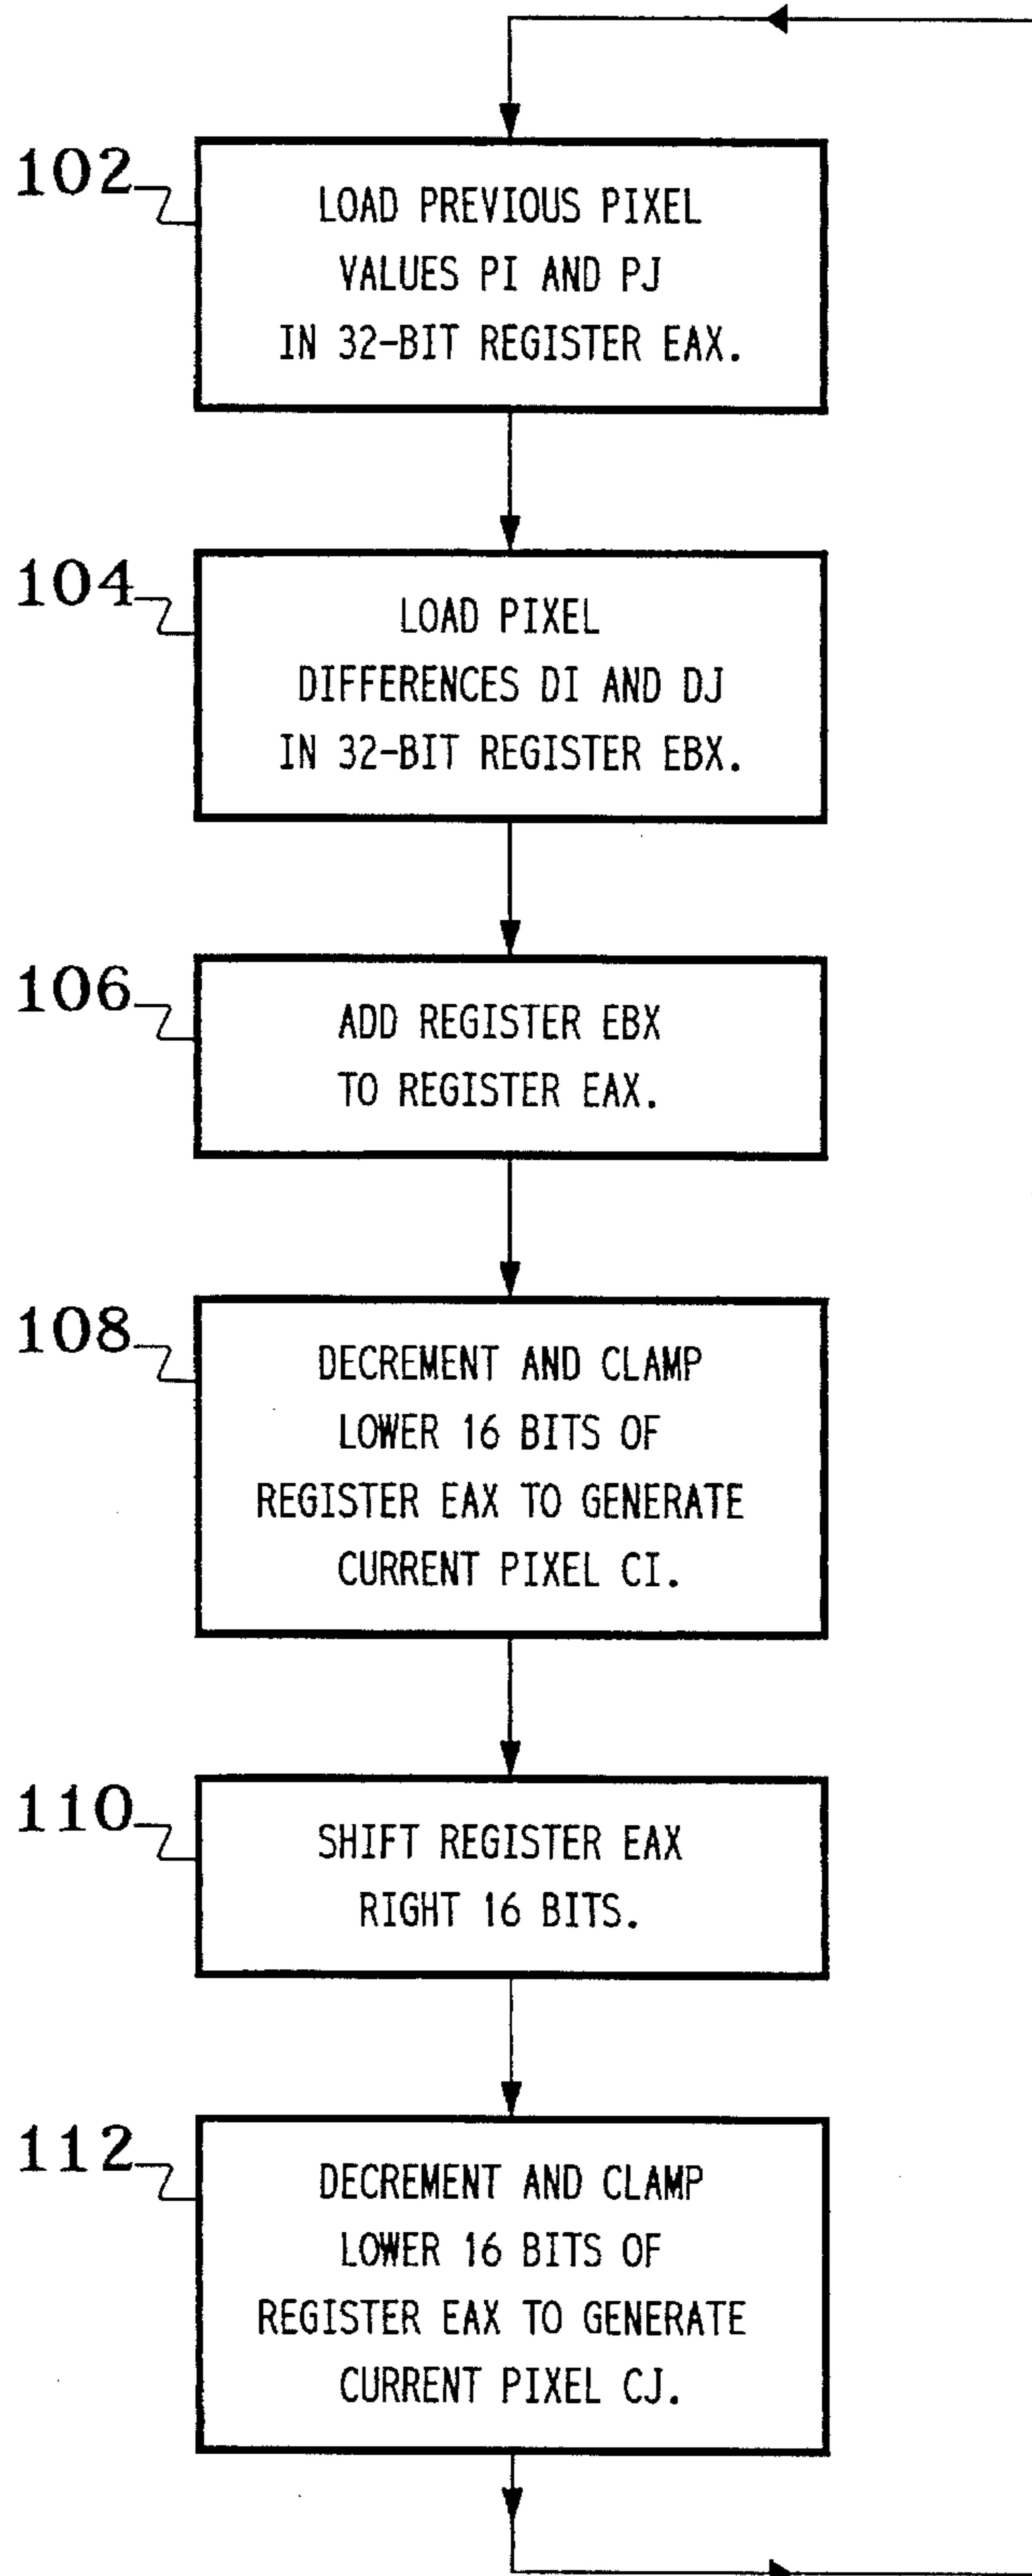 102
LOAD PREVIOUS PIXEL
VALUES PI AND PJ
IN 32-BIT REGISTER EAX.
104
LOAD PIXEL
DIFFERENCES DI AND DJ
IN 32-BIT REGISTER EBX.
106
ADD REGISTER EBX
TO REGISTER EAX.
108
DECREMENT AND CLAMP
LOWER 16 BITS OF
REGISTER EAX TO GENERATE
CURRENT PIXEL CI.
110
SHIFT REGISTER EAX
RIGHT 16 BITS.
112
DECREMENT AND CLAMP
LOWER 16 BITS OF
REGISTER EAX TO GENERATE
CURRENT PIXEL CJ.